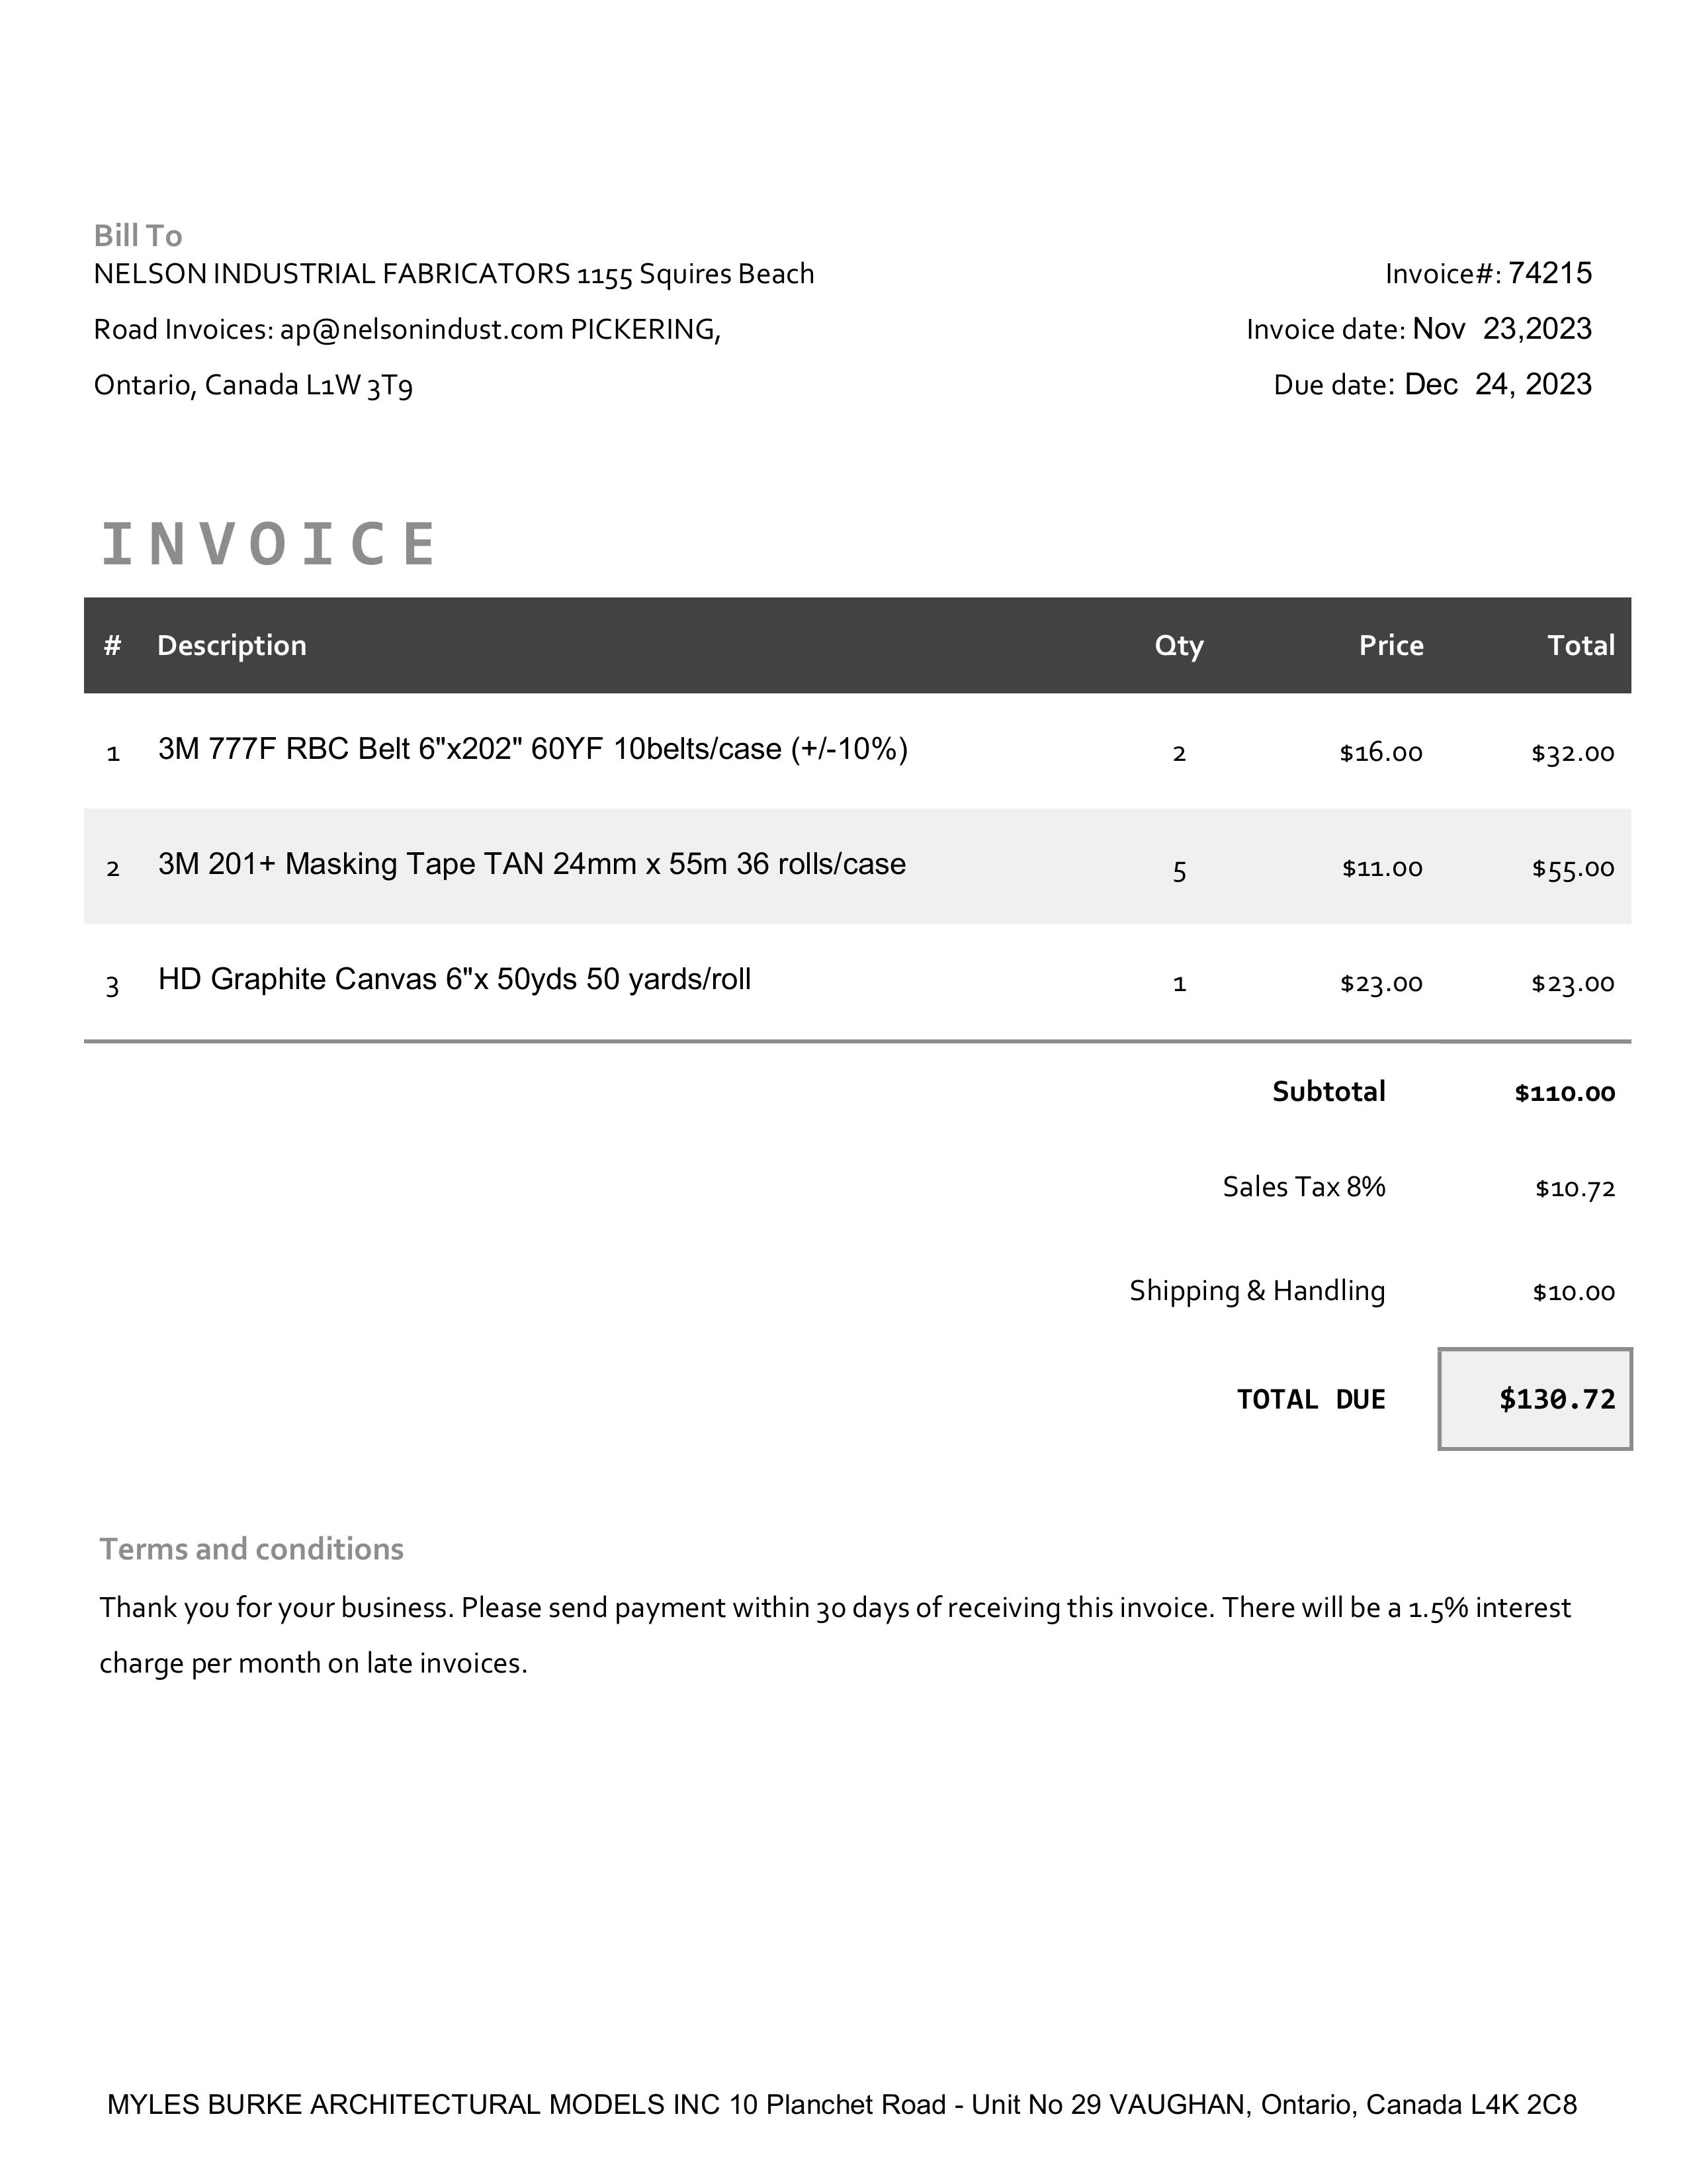 Bill To
NELSON INDUSTRIAL FABRICATORS 1155 Squires Beach
Road Invoices: ap@nelsonindust.com PICKERING,
Ontario, Canada L1W 3T9
Invoice#: 74215
Invoice date: Nov 23,2023
Due date: Dec 24, 2023
INVOICE
# Description Qty Price Total
1 3M 777F RBC Belt 6"x202" 60YF 10belts/case (+/-10%) 2 $16.00 $32.00
2 3M 201+ Masking Tape TAN 24mm x 55m 36 rolls/case 5 $11.00 $55.00
3 HD Graphite Canvas 6"x 50yds 50 yards/roll 1 $23.00 $23.00
Subtotal $110.00
Sales Tax 8% $10.72
Shipping & Handling $10.00
TOTAL DUE $130.72
Terms and conditions
Thank you for your business. Please send payment within 30 days of receiving this invoice. There will be a 1.5% interest
charge per month on late invoices.
MYLES BURKE ARCHITECTURAL MODELS INC 10 Planchet Road - Unit No 29 VAUGHAN, Ontario, Canada L4K 2C8